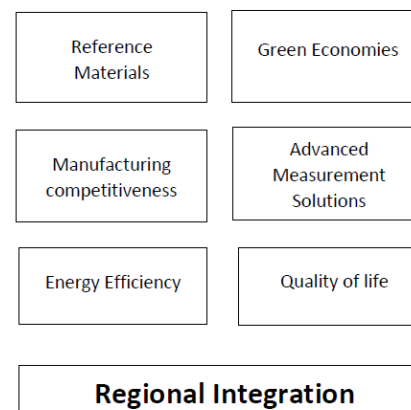 Reference
Materials
Green Economies
Manufacturing
competitiveness
Advanced
Measurement
Solutions
Energy Efficiency
Quality of life
Regional Integration